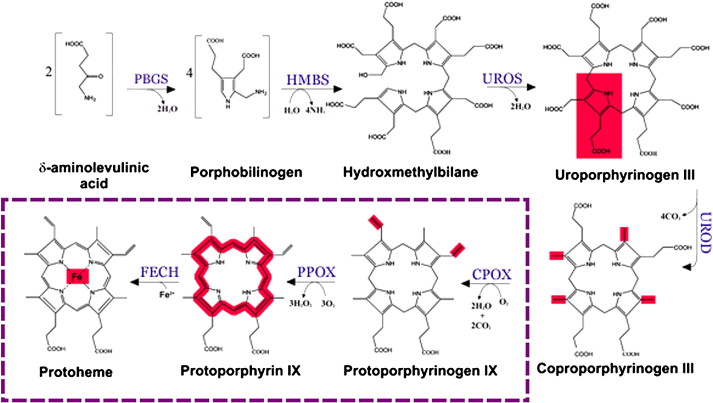 2
HOOC
O
NH₂
PBGS
2H₂O
4
HOOC
COOH
NH₂
N
H
HMBS
H₂O 4NH₃
COOH
COOH
HOOC
COOH
HO
NH HN
NH HN
HOOC
COOH
HOOC
COOH
UROS
2H₂O
COOH
COOH
HOOC
COOH
NH HN
NH HN
HOOC
COOH
COOH
COOH
δ-aminolevulinic
acid
Porphobilinogen
Hydroxmethylbilane
Uroporphyrinogen III
4CO₂
UROD
COOH
COOH
NH HN
NH HN
COOH
COOH
Coproporphyrinogen III
CPOX
O₂
2H₂O
+
2CO₂
NH HN
NH HN
COOH
COOH
Protoporphyrinogen IX
PPOX
3H₂O₂ 3O₂
COOH
COOH
Protoporphyrin IX
FECH
Fe²⁺
N N
Fe
N N
COOH
COOH
Protoheme